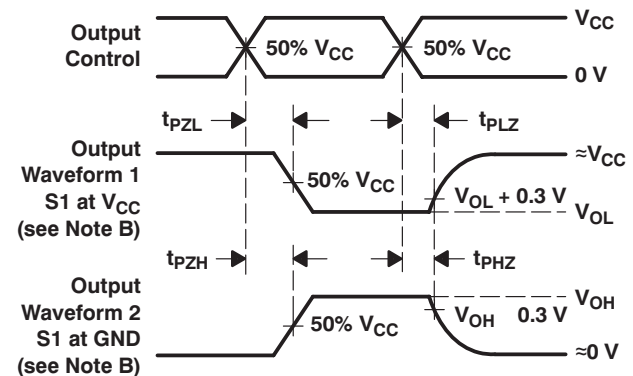 Output
Control
50% VCC
50% VCC
VCC
0 V
tPZL
tPLZ
Output
Waveform 1
S1 at VCC
(see Note B)
50% VCC
VOL + 0.3 V
≈VCC
VOL
tPZH
tPHZ
Output
Waveform 2
S1 at GND
(see Note B)
50% VCC
VOH 0.3 V
VOH
≈0 V